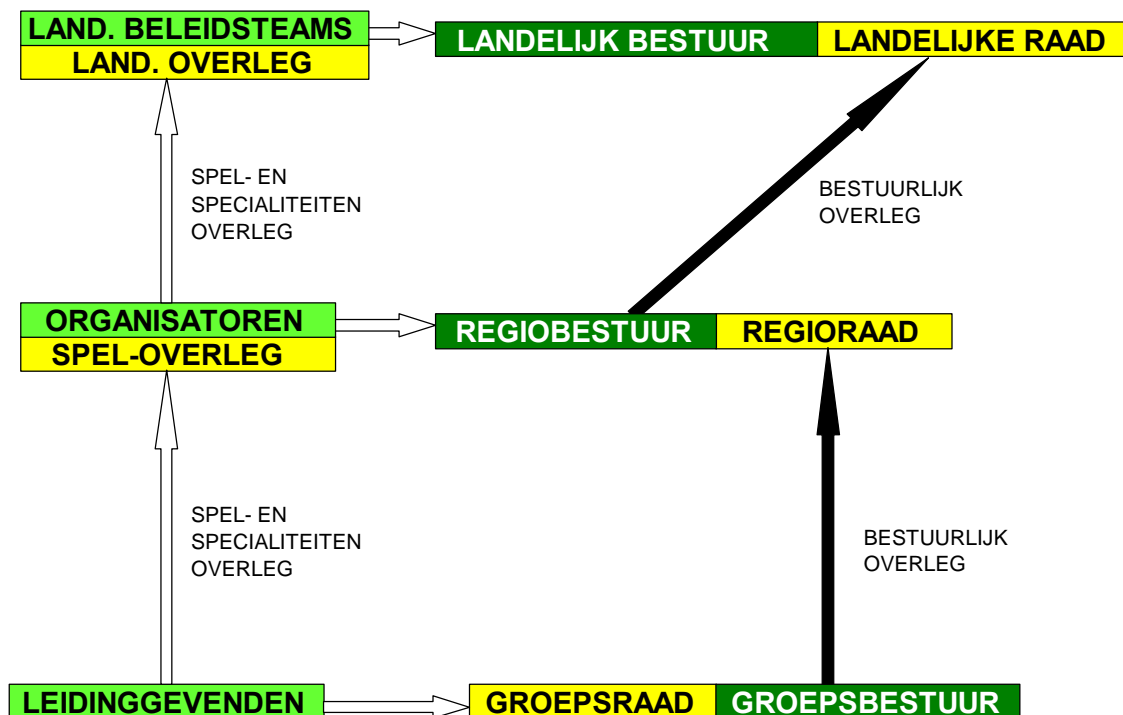 LAND. BELEIDSTEAMS
LAND. OVERLEG
LANDELIJK BESTUUR
LANDELIJKE RAAD
SPEL- EN
SPECIALITEITEN
OVERLEG
BESTUURLIJK
OVERLEG
ORGANISATOREN
SPEL-OVERLEG
REGIOBESTUUR
REGIORAAD
SPEL- EN
SPECIALITEITEN
OVERLEG
BESTUURLIJK
OVERLEG
LEIDINGGEVENDEN
GROEPSRAAD
GROEPSBESTUUR